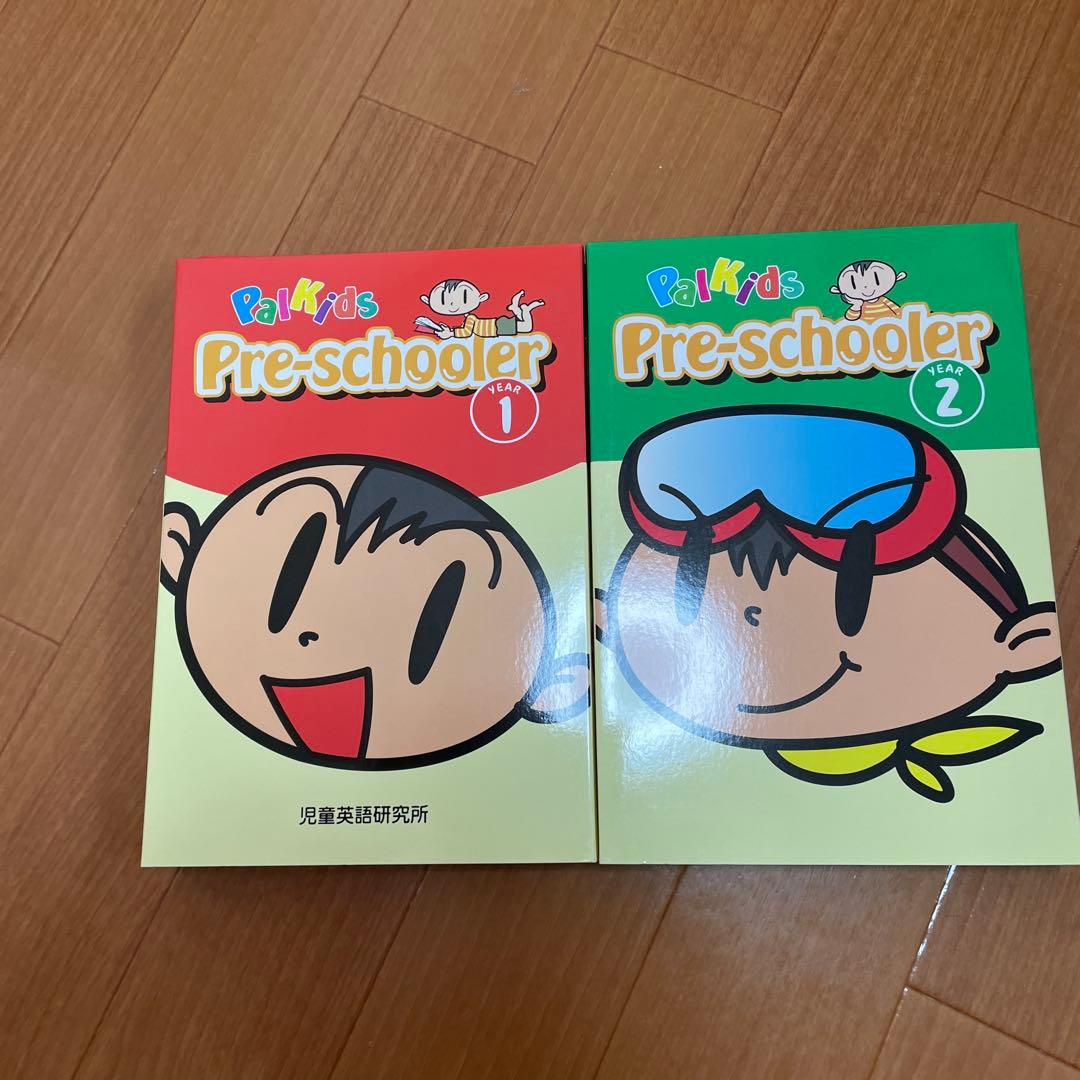 PalKids
Pre-schooler
YEAR
1
児童英語研究所
PalKids
Pre-schooler
YEAR
2